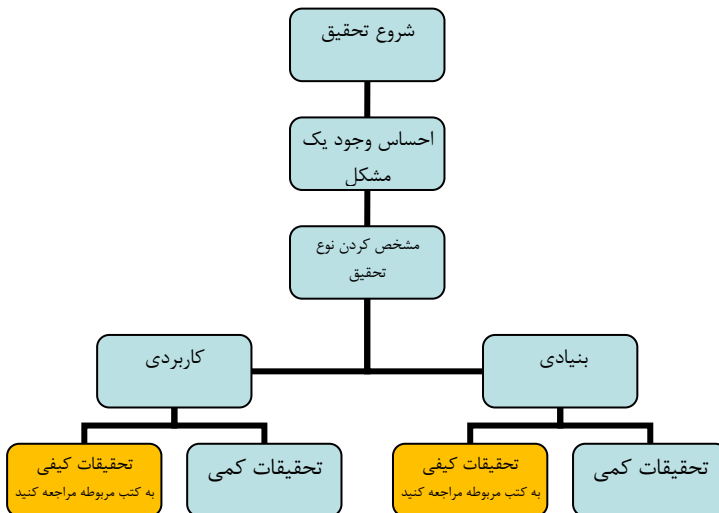 شروع تحقیق
احساس وجود یک
مشکل
مشخص کردن نوع
تحقیق
بنیادی
کاربردی
تحقیقات کمی
تحقیقات کیفی
به کتب مربوطه مراجعه کنید
تحقیقات کمی
تحقیقات کیفی
به کتب مربوطه مراجعه کنید